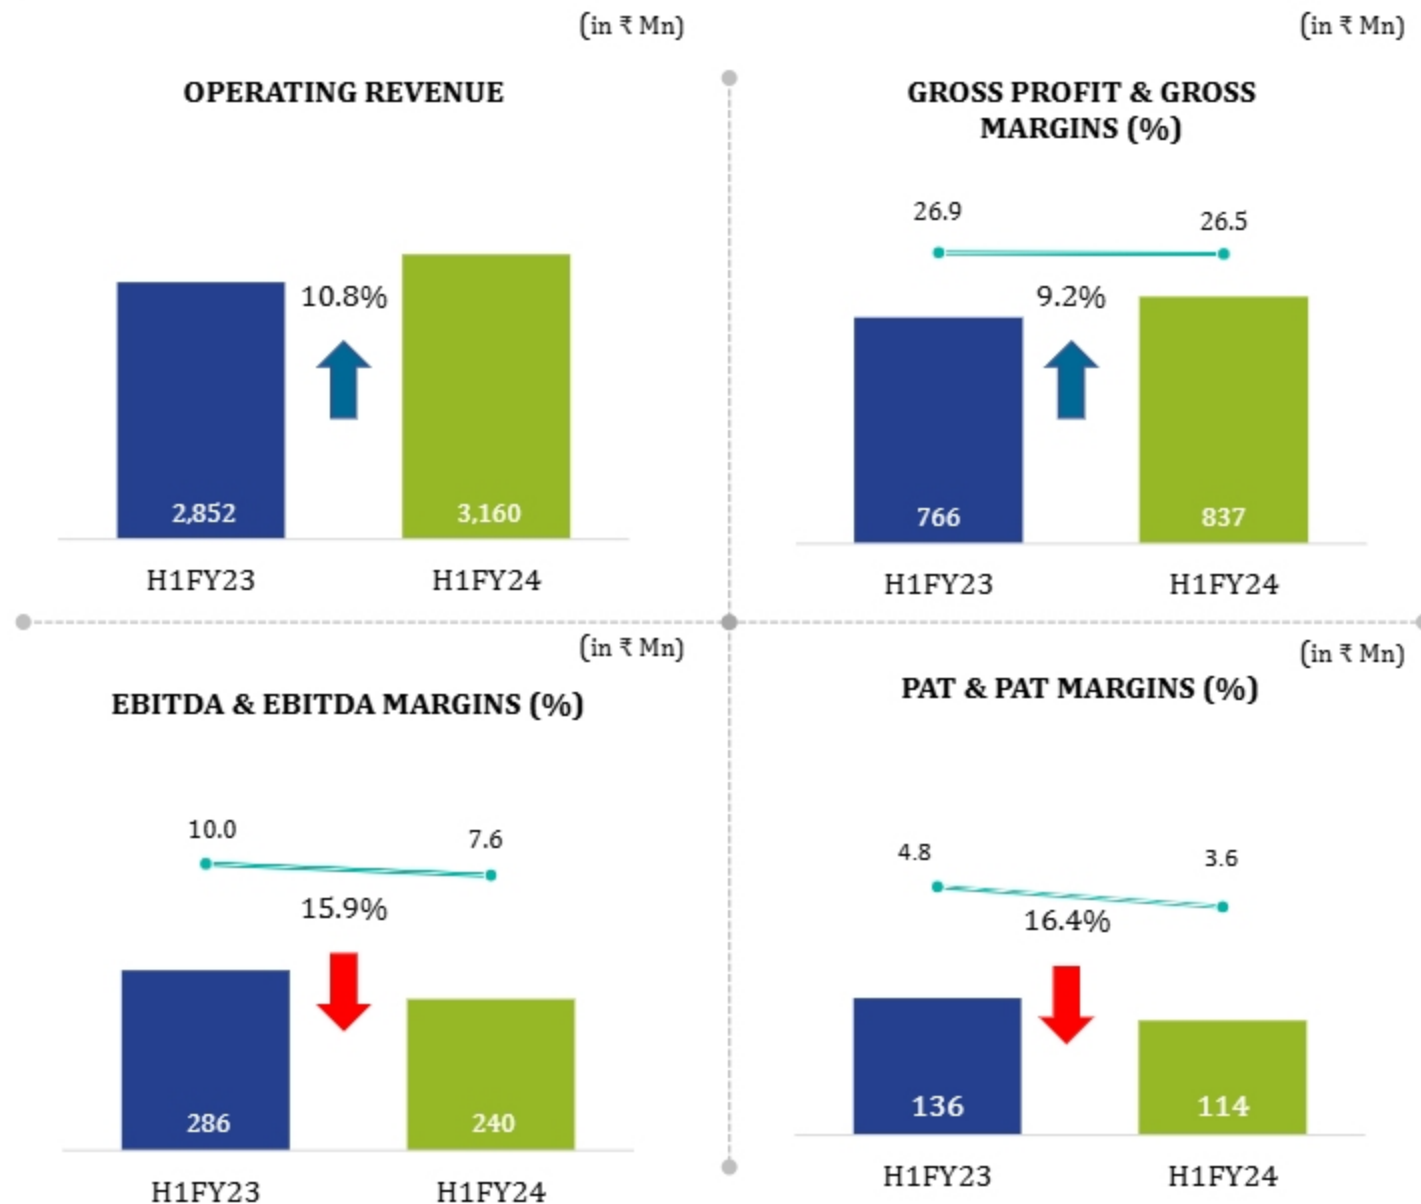 (in ₹ Mn)
OPERATING REVENUE
10.8%
2,852
3,160
H1FY23
H1FY24
(in ₹ Mn)
GROSS PROFIT & GROSS
MARGINS (%)
26.9
26.5
9.2%
766
837
H1FY23
H1FY24
(in ₹ Mn)
EBITDA & EBITDA MARGINS (%)
10.0
7.6
15.9%
286
240
H1FY23
H1FY24
(in ₹ Mn)
PAT & PAT MARGINS (%)
4.8
3.6
16.4%
136
114
H1FY23
H1FY24